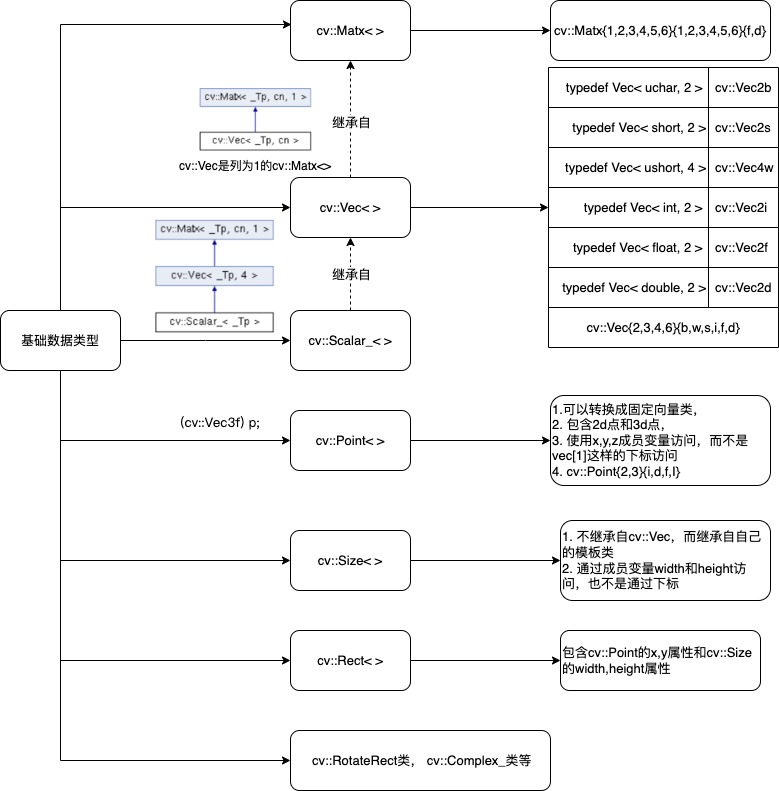 cv::Matx< >
cv::Matx{1,2,3,4,5,6}{1,2,3,4,5,6}{f,d}
cv::Matx< _Tp, cn, 1 >
cv::Vec< _Tp, cn >
继承自
cv::Vec是列为1的cv::Matx<>
typedef Vec< uchar, 2 >
cv::Vec2b
typedef Vec< short, 2 >
cv::Vec2s
typedef Vec< ushort, 4 >
cv::Vec4w
typedef Vec< int, 2 >
cv::Vec2i
typedef Vec< float, 2 >
cv::Vec2f
typedef Vec< double, 2 >
cv::Vec2d
cv::Vec{2,3,4,6}{b,w,s,i,f,d}
cv::Vec< >
cv::Matx< _Tp, cn, 1 >
cv::Vec< _Tp, 4 >
cv::Scalar_< _Tp >
继承自
基础数据类型
cv::Scalar_< >
(cv::Vec3f) p;
cv::Point< >
1.可以转换成固定向量类，
2. 包含2d点和3d点，
3. 使用x,y,z成员变量访问，而不是
vec[1]这样的下标访问
4. cv::Point{2,3}{i,d,f,l}
cv::Size< >
1. 不继承自cv::Vec，而继承自自己
的模板类
2. 通过成员变量width和height访
问，也不是通过下标
cv::Rect< >
包含cv::Point的x,y属性和cv::Size
的width,height属性
cv::RotateRect类， cv::Complex_类等